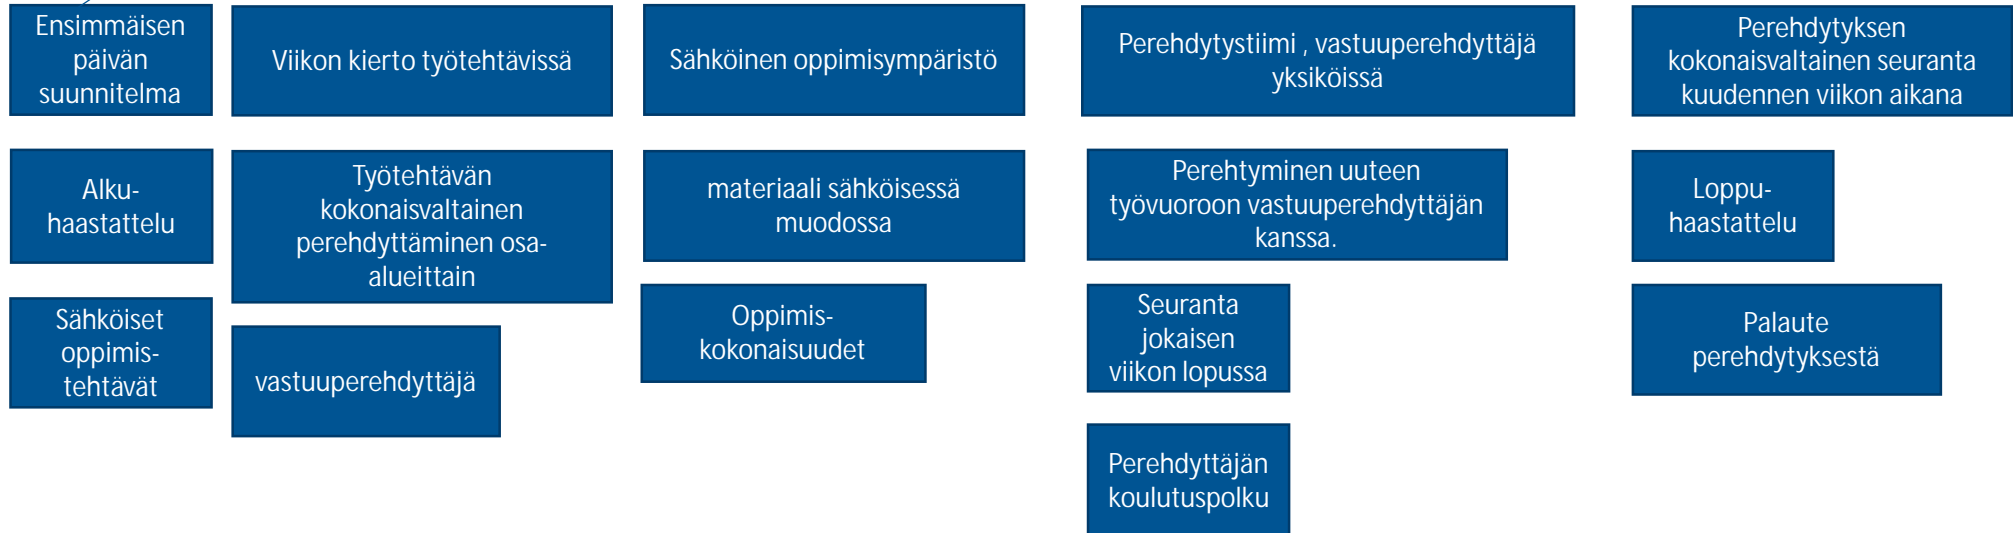 Ensimmäisen
päivän
suunnitelma
Alku-
haastattelu
Sähköiset
oppimis-
tehtävät
Viikon kierto työtehtävissä
Työtehtävän
kokonaisvaltainen
perehdyttäminen osa-
alueittain
vastuuperehdyttäjä
Sähköinen oppimisympäristö
materiaali sähköisessä
muodossa
Oppimis-
kokonaisuudet
Perehdytystiimi , vastuuperehdyttäjä
yksiköissä
Perehtyminen uuteen
työvuoroon vastuuperehdyttäjän
kanssa.
Seuranta
jokaisen
viikon lopussa
Perehdyttäjän
koulutuspolku
Perehdytyksen
kokonaisvaltainen seuranta
kuudennen viikon aikana
Loppu-
haastattelu
Palaute
perehdytyksestä